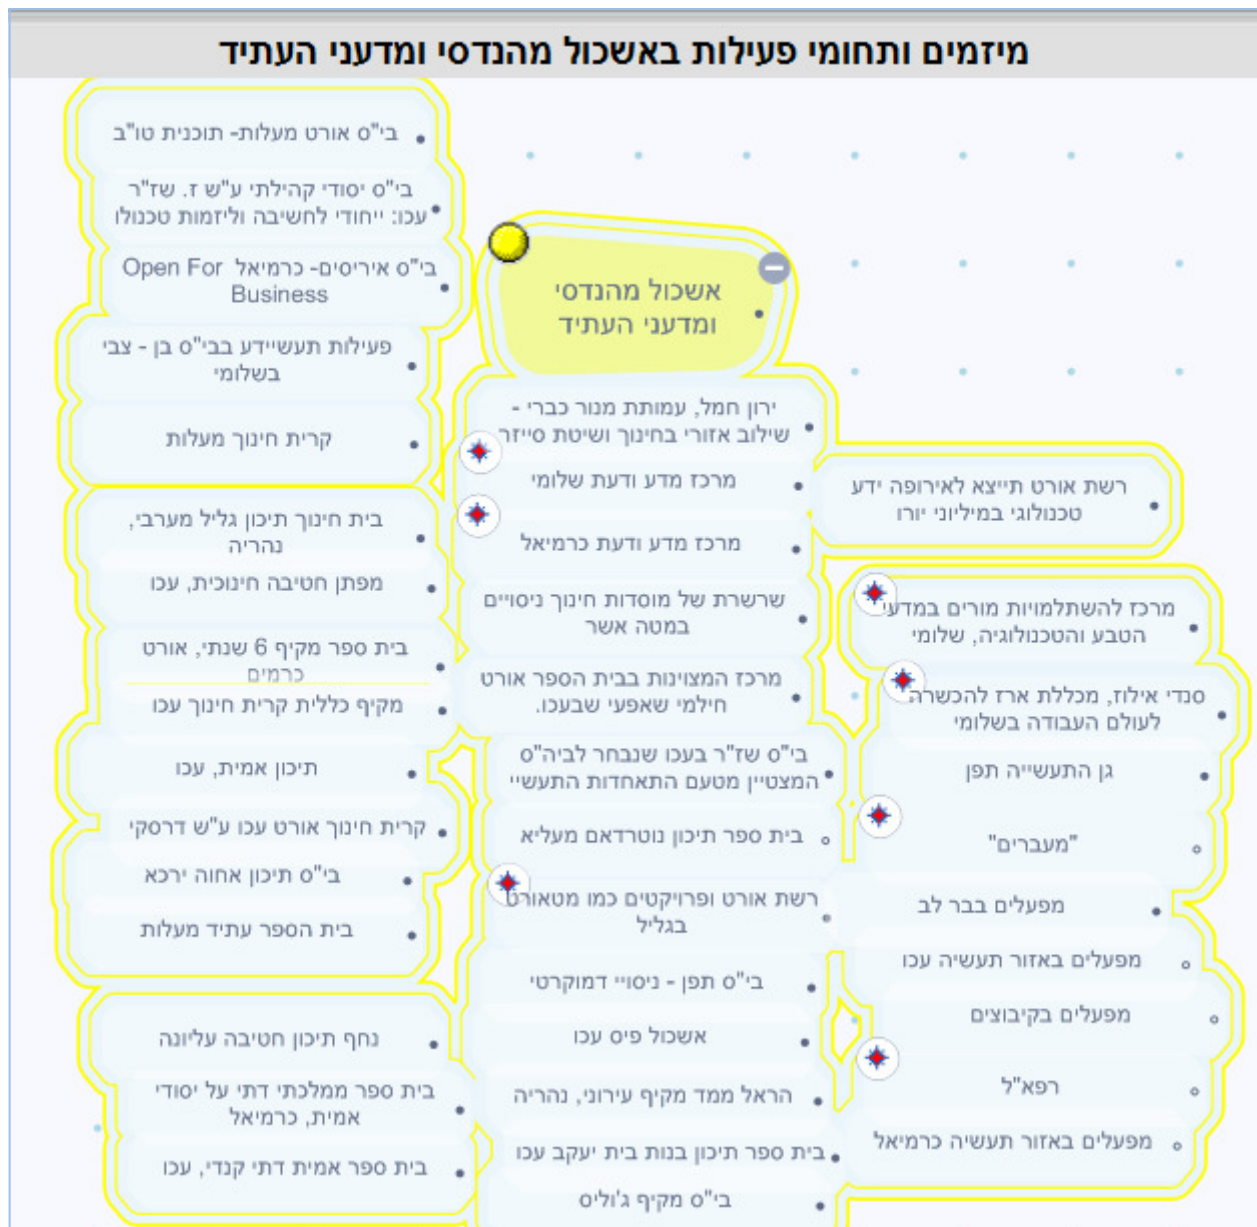 מיזמים ותחומי פעילות באשכול מהנדסי ומדעני העתיד
אשכול מהנדסי
ומדעני העתיד
רשת אורט תייצא לאירופה ידע
טכנולוגי במיליוני יורו
מרכז להשתלמויות מורים במדעי
הטבע והטכנולוגיה, שלומי
סנדי אילוז, מכללת ארז להכשרה
לעולם העבודה בשלומי
גן התעשייה תפן
"מעברים"
מפעלים בבר לב
מפעלים באזור תעשיה עכו
מפעלים בקיבוצים
רפא"ל
מפעלים באזור תעשיה כרמיאל
ירון חמל, עמותת מנור כברי -
שילוב אזורי בחינוך ושיטת סייזר
מרכז מדע ודעת שלומי
מרכז מדע ודעת כרמיאל
שרשרת של מוסדות חינוך ניסויים
במטה אשר
מרכז המצוינות בבית הספר אורט
חילמי שאפעי שבעכו.
בי"ס שז"ר בעכו שנבחר לביה"ס
המצטיין מטעם התאחדות התעשיי
בית ספר תיכון נוטרדאם מעליא
רשת אורט ופרויקטים כמו מטאורט
בגליל
בי"ס תפן - ניסויי דמוקרטי
אשכול פיס עכו
הראל ממד מקיף עירוני, נהריה
בית ספר תיכון בנות בית יעקב עכו
בי"ס מקיף ג'וליס
בי"ס אורט מעלות- תוכנית טו"ב
בי"ס יסודי קהילתי ע"ש ז. שז"ר
עכו: ייחודי לחשיבה וליזמות טכנולו
בי"ס איריסים- כרמיאל Open For
Business
פעילות תעשיידע בבי"ס בן - צבי
בשלומי
קרית חינוך מעלות
בית חינוך תיכון גליל מערבי,
נהריה
מפתן חטיבה חינוכית, עכו
בית ספר מקיף 6 שנתי, אורט
כרמים
מקיף כללית קרית חינוך עכו
תיכון אמית, עכו
קרית חינוך אורט עכו ע"ש דרסקי
בי"ס תיכון אחוה ירכא
בית הספר עתיד מעלות
נחף תיכון חטיבה עליונה
בית ספר ממלכתי דתי על יסודי
אמית, כרמיאל
בית ספר אמית דתי קנדי, עכו